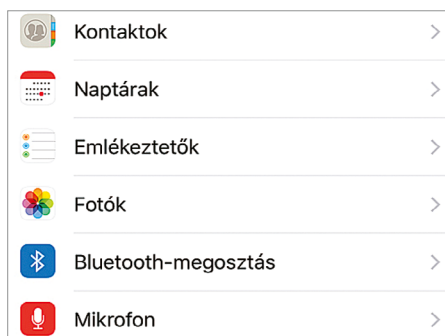 Kontaktok
Naptárak
Emlékeztetők
Fotók
Bluetooth-megosztás
Mikrofon